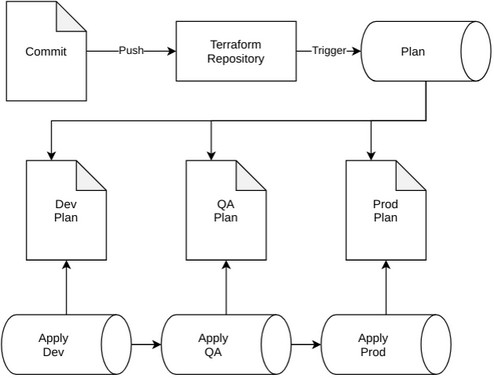 Commit
Push
Terraform
Repository
Trigger
Plan
Dev
Plan
QA
Plan
Prod
Plan
Apply
Dev
Apply
QA
Apply
Prod